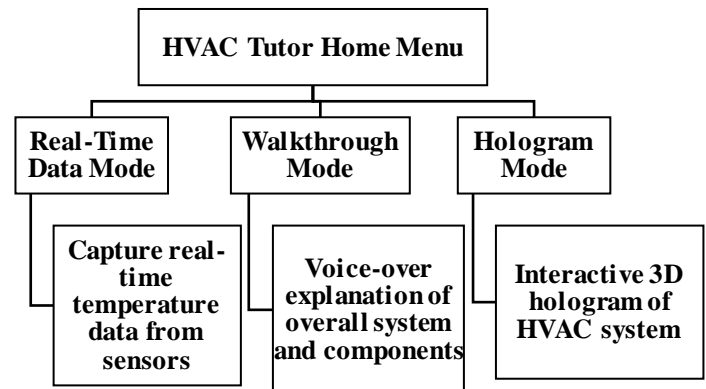 HVAC Tutor Home Menu
Real-Time
Data Mode
Walkthrough
Mode
Hologram
Mode
Capture real-
time
temperature
data from
sensors
Voice-over
explanation of
overall system
and components
Interactive 3D
hologram of
HVAC system